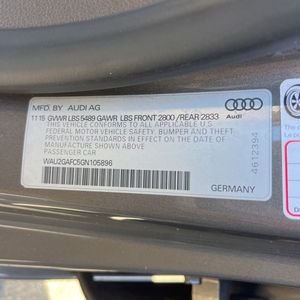 MFD. BY AUDI AG
Audi
11 15 GVWR LBS 5489 GAWR LBS FRONT 2800 /REAR 2833
THIS VEHICLE CONFORMS TO ALL APPLICABLE U.S.
FEDERAL MOTOR VEHICLE SAFETY, BUMPER AND THEFT
PREVENTION STANDARDS IN EFFECT ON THE DATE OF
MANUFACTURE SHOWN ABOVE
PASSENGER CAR
WAU2GAFC5GN105896
GERMANY
4612394